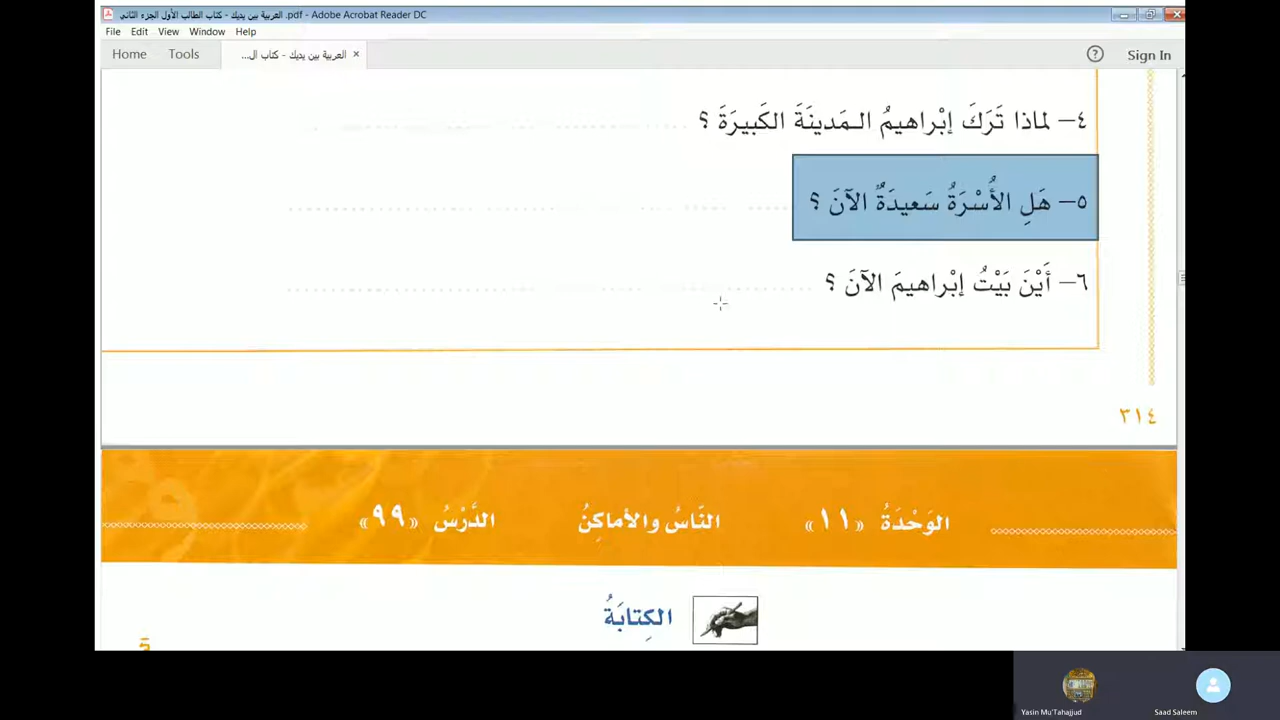 العربية بين يديك - كتاب الطالب الأول الجزء الثاني .pdf - Adobe Acrobat Reader DC
File Edit View Window Help
Home Tools العربية بين يديك - كتاب ال... × ? Sign In
٤– لماذا تَرَكَ إبْراهيمُ الـمَدينَةَ الكَبيرَةَ ؟
٥– هَلِ الأُسْرَةُ سَعيدَةٌ الآنَ ؟
٦– أَيْنَ بَيْتُ إبْراهيمَ الآنَ ؟
٣١٤
الوَحْدَةُ «١١» النَّاسُ والأماكِنُ الدَّرْسُ «٩٩»
الكِتابَةُ
5
Yasin Mu'Tahajjud Saad Saleem